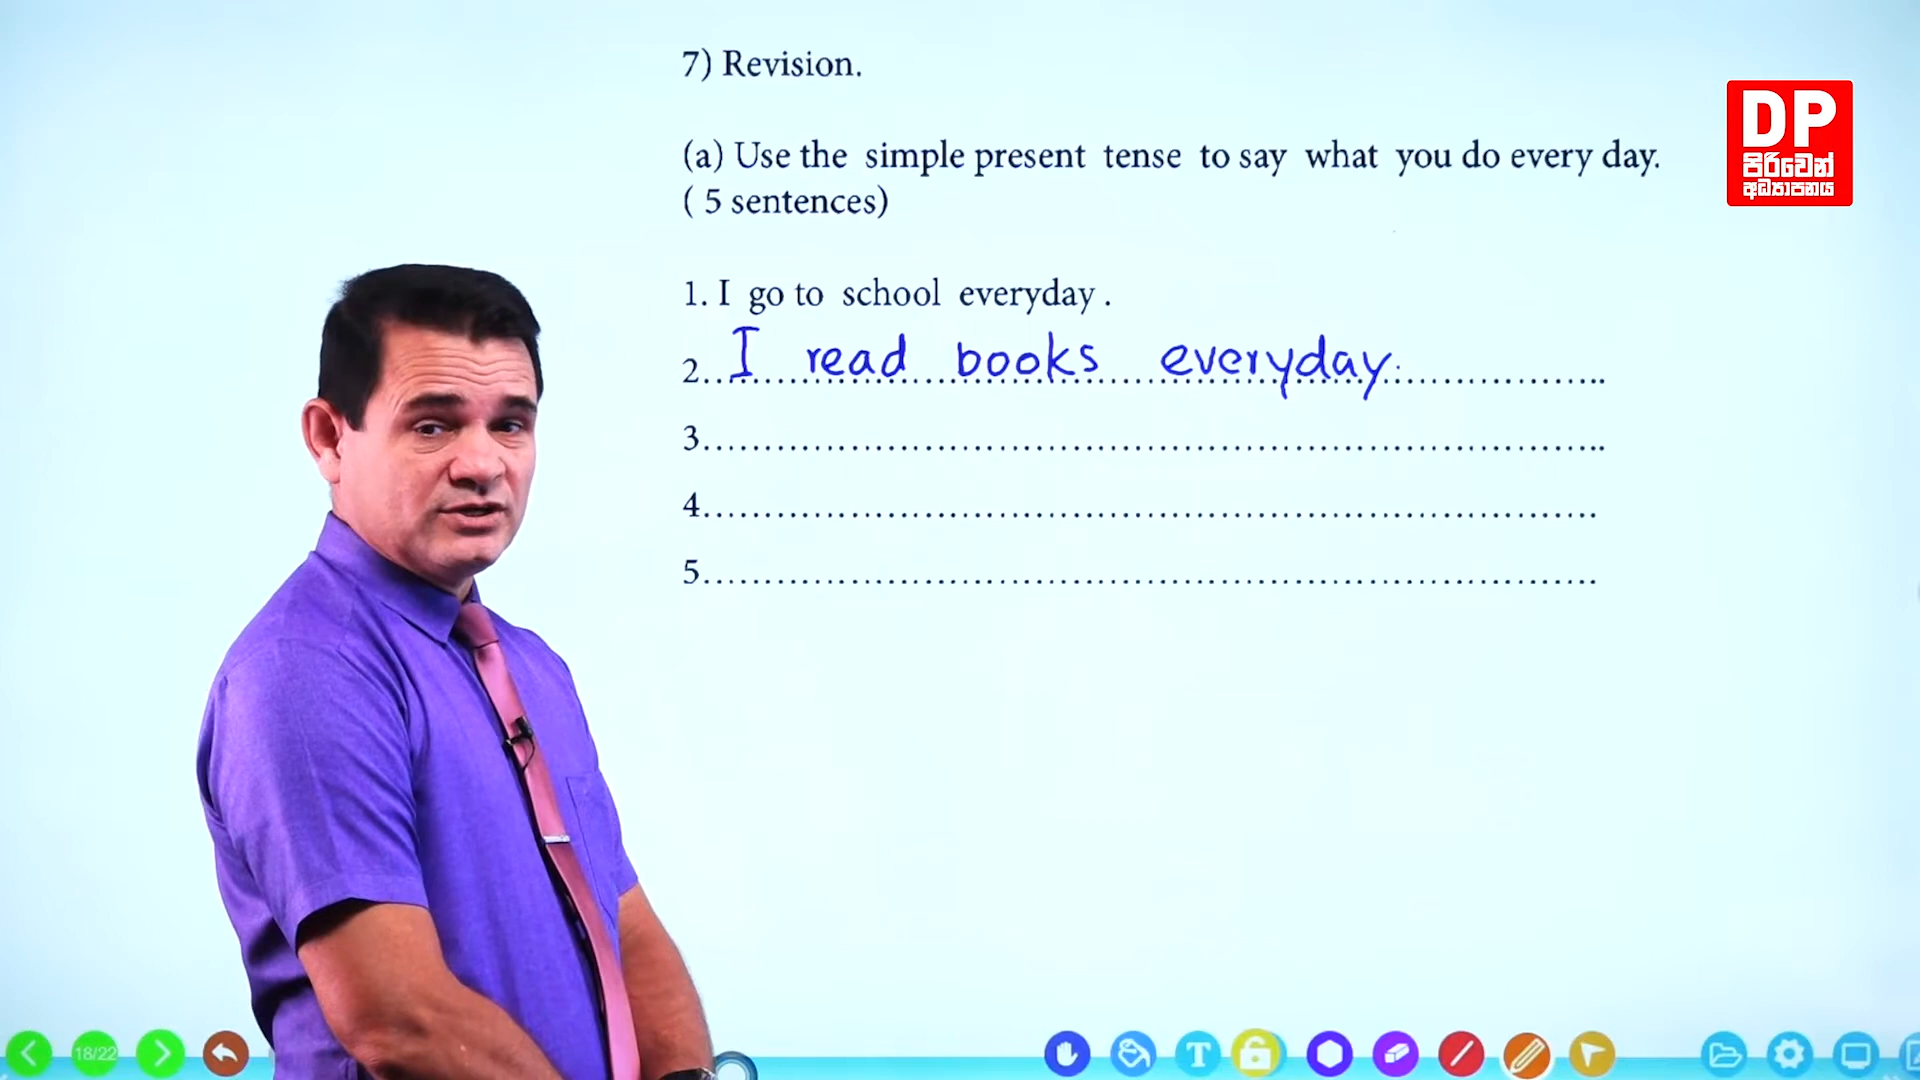 7) Revision.
DP
පිරිවෙන්
අධ්‍යාපනය
(a) Use the simple present tense to say what you do every day.
( 5 sentences)
1. I go to school everyday .
2. I read books everyday.
3.
4.
5.
18/22
T